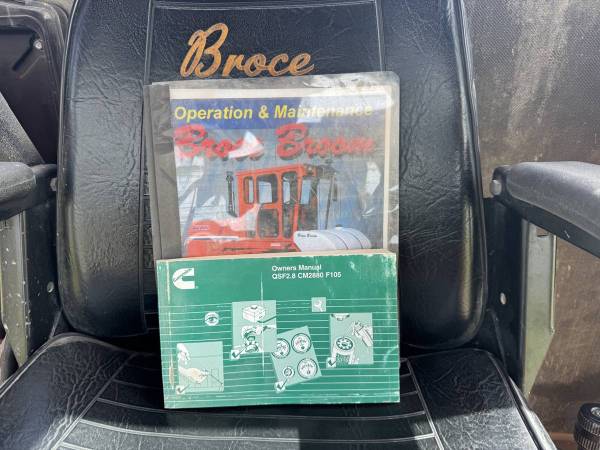 Broce
Operation & Maintenance
Broce Broom
Owners Manual
QSF2.8 CM2880 F105